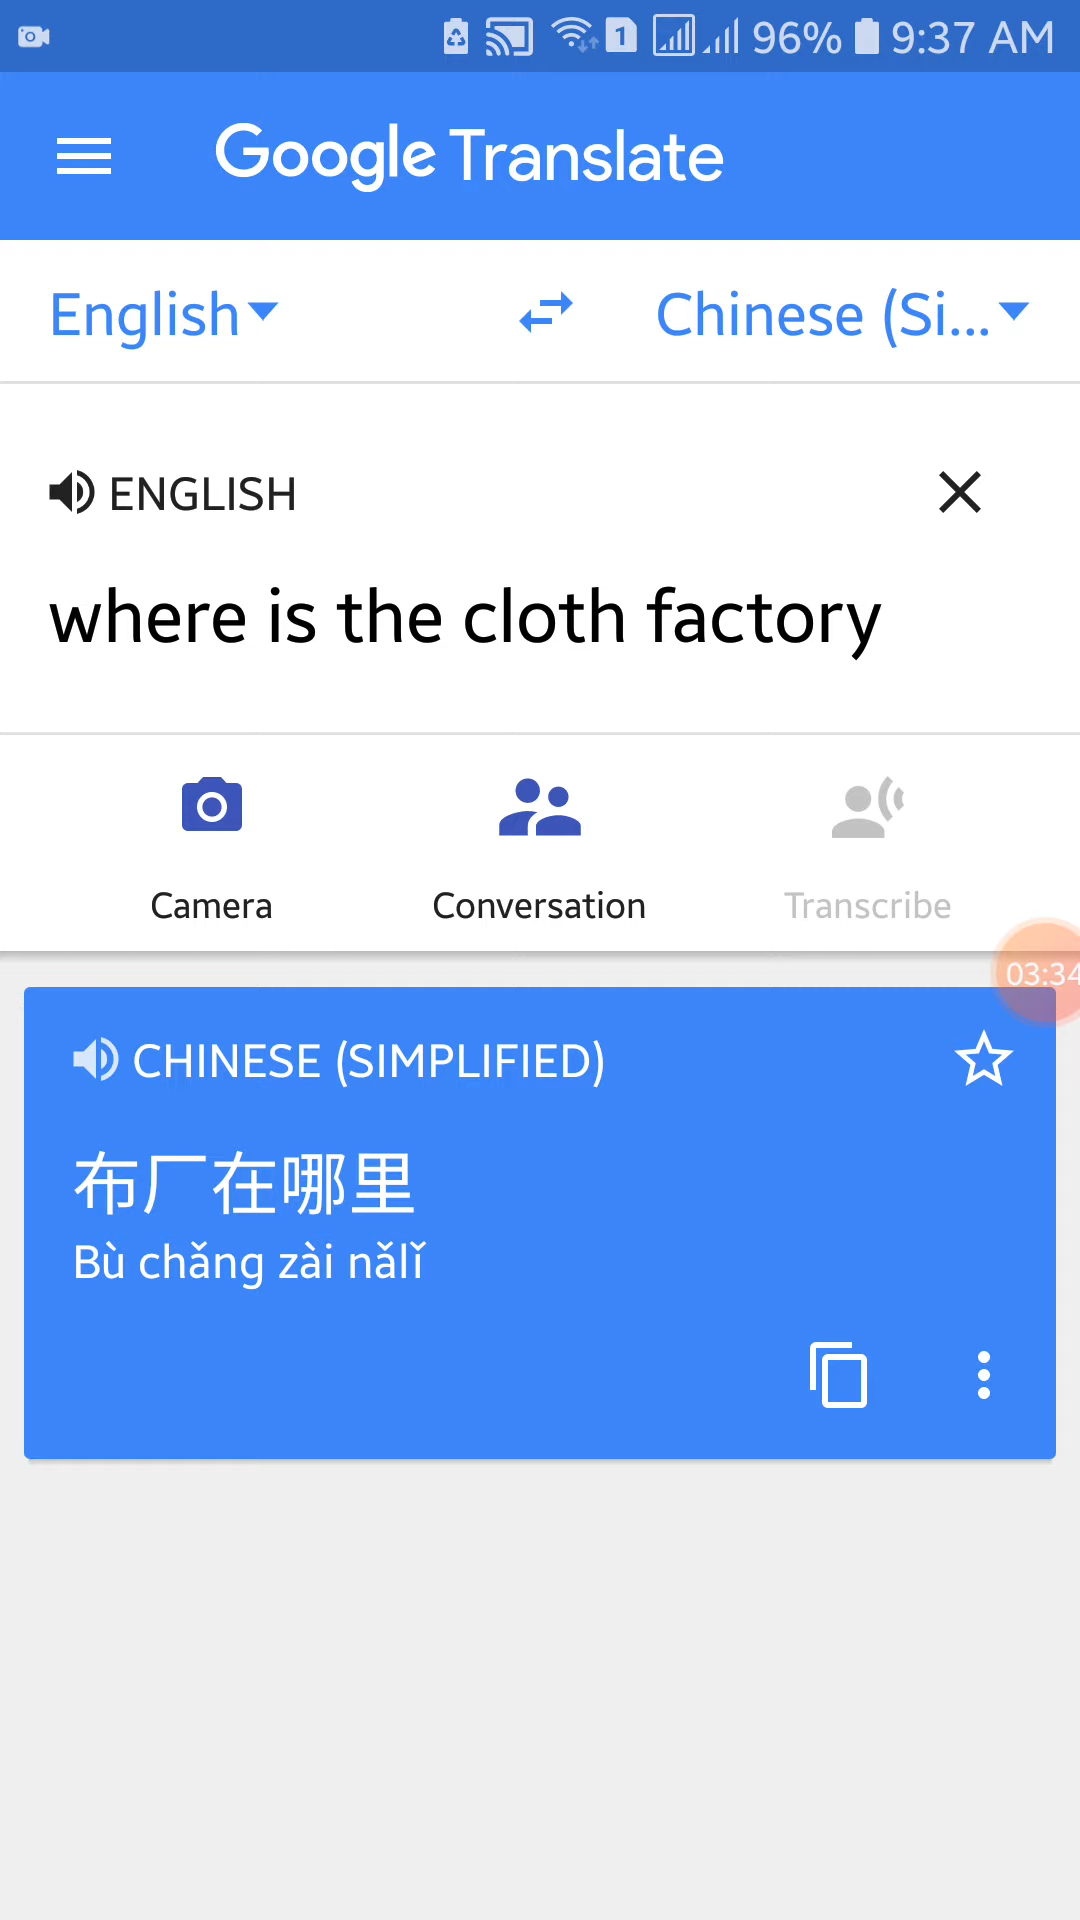 1 96% 9:37 AM
Google Translate
English Chinese (Si...
ENGLISH
where is the cloth factory
Camera Conversation Transcribe
03:34
CHINESE (SIMPLIFIED)
布厂在哪里
Bù chǎng zài nǎlǐ